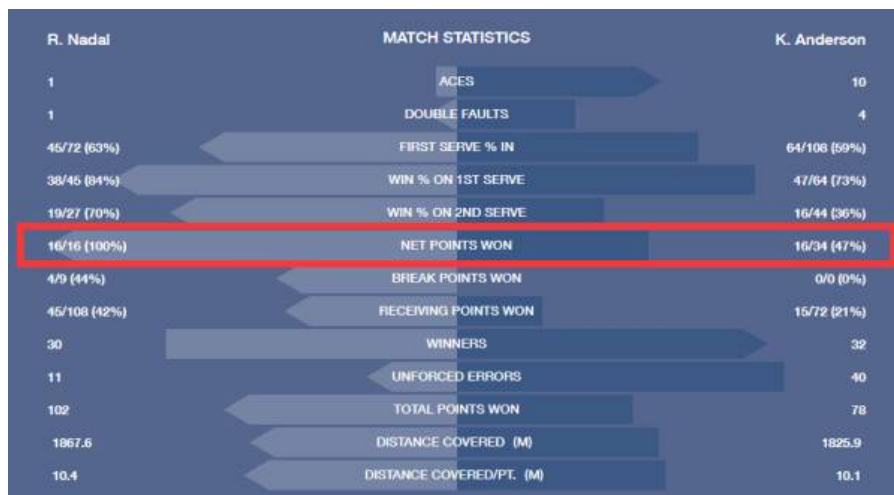 R. Nadal MATCH STATISTICS K. Anderson
1 ACES 10
1 DOUBLE FAULTS 4
45/72 (63%) FIRST SERVE % IN 64/108 (59%)
38/45 (84%) WIN % ON 1ST SERVE 47/64 (73%)
19/27 (70%) WIN % ON 2ND SERVE 16/44 (36%)
16/16 (100%) NET POINTS WON 16/34 (47%)
4/9 (44%) BREAK POINTS WON 0/0 (0%)
45/108 (42%) RECEIVING POINTS WON 15/72 (21%)
30 WINNERS 32
11 UNFORCED ERRORS 40
102 TOTAL POINTS WON 78
1867.6 DISTANCE COVERED (M) 1825.9
10.4 DISTANCE COVERED/PT. (M) 10.1